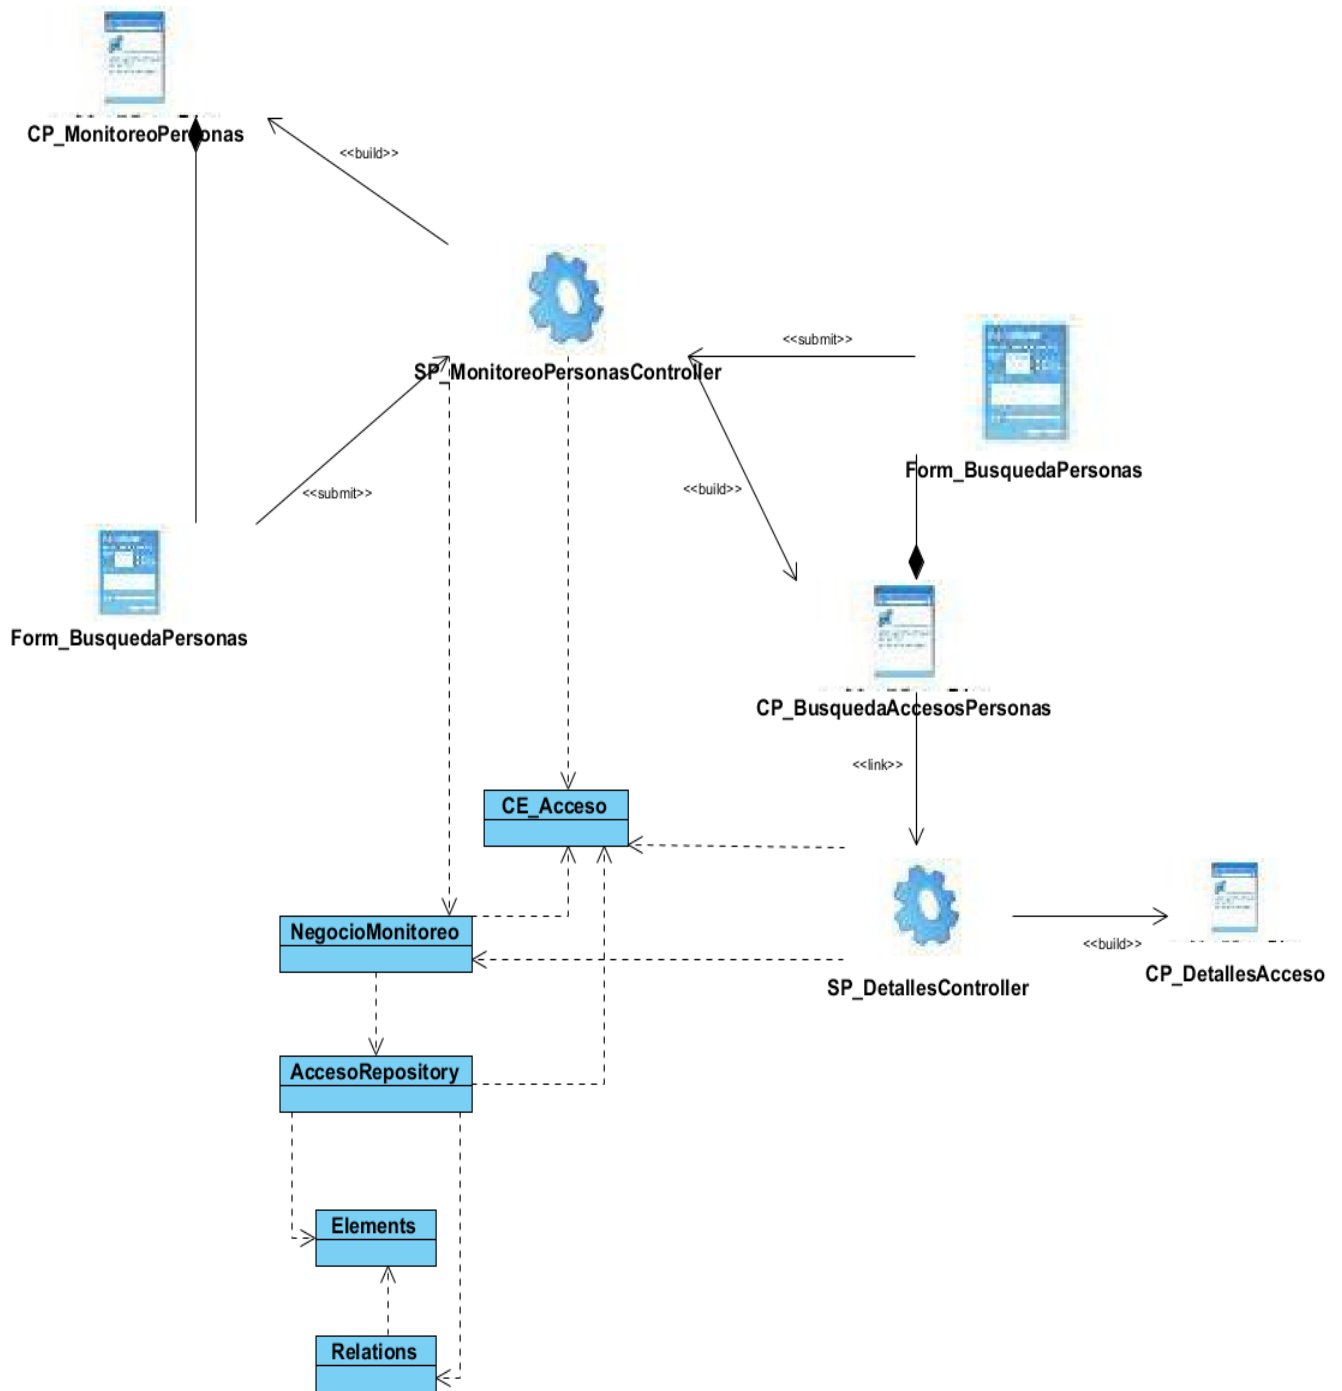 CP_MonitoreoPersonas
<<build>>
<<submit>>
SP_MonitoreoPersonasController
Form_BusquedaPersonas
<<build>>
<<submit>>
Form_BusquedaPersonas
CP_BusquedaAccesosPersonas
<<link>>
CE_Acceso
NegocioMonitoreo
<<build>>
SP_DetallesController
CP_DetallesAcceso
AccesoRepository
Elements
Relations